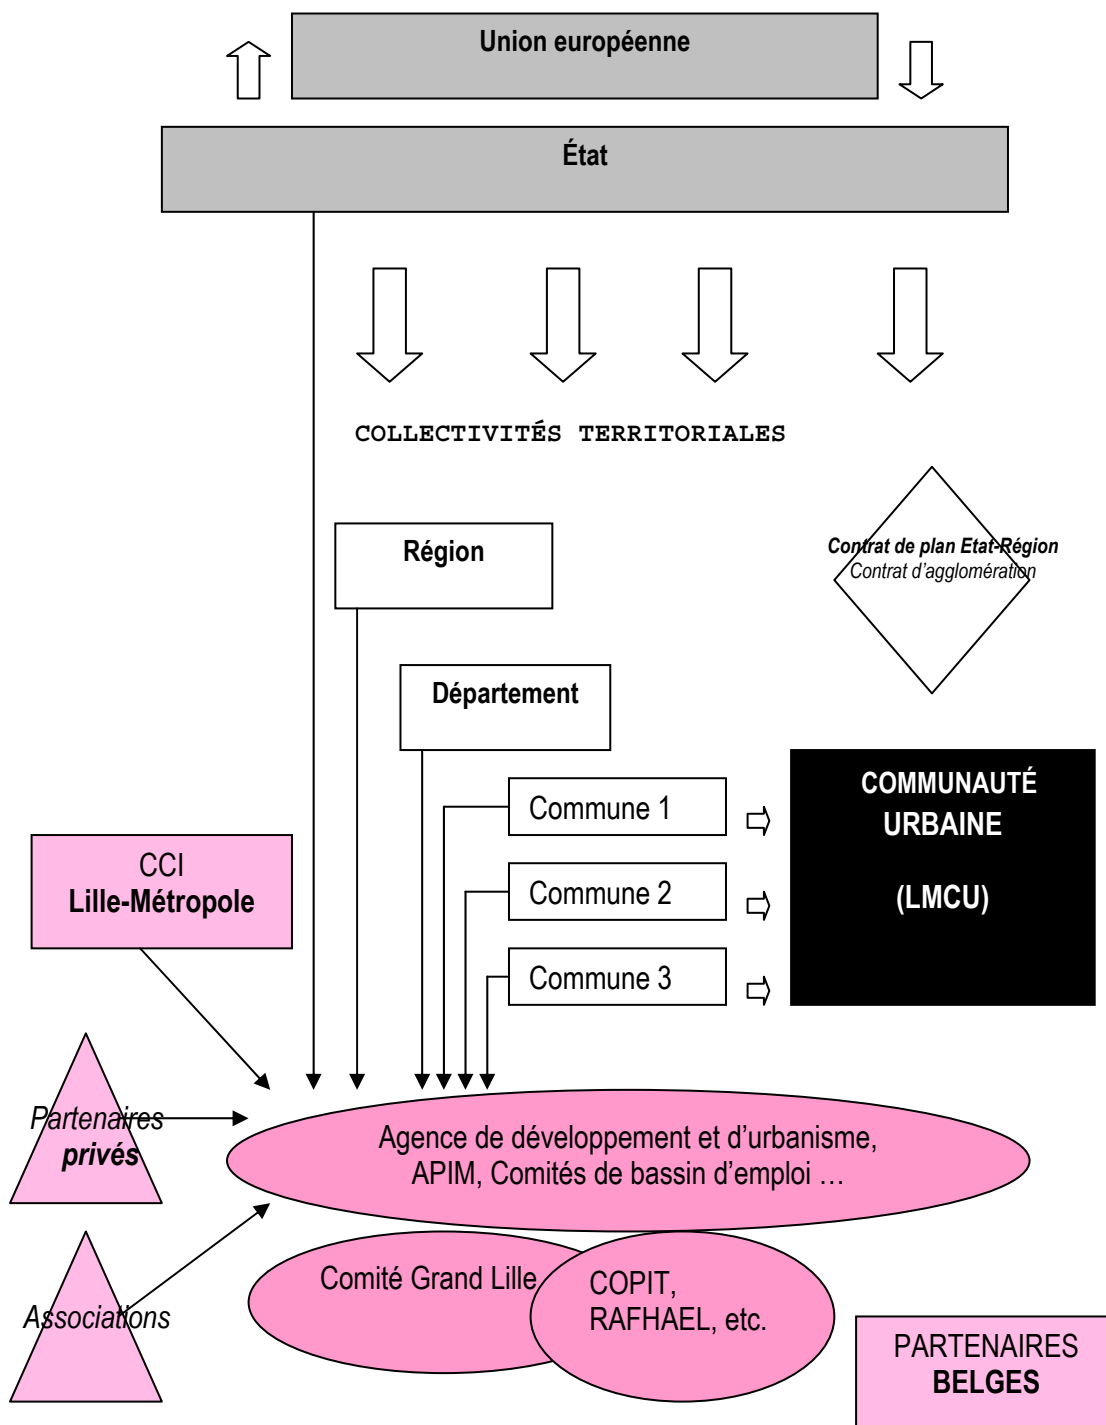 Union européenne
État
COLLECTIVITÉS TERRITORIALES
Contrat de plan Etat-Région
Contrat d’agglomération
Région
Département
Commune 1
Commune 2
Commune 3
COMMUNAUTÉ
URBAINE
(LMCU)
CCI
Lille-Métropole
Partenaires
privés
Agence de développement et d’urbanisme,
APIM, Comités de bassin d’emploi …
Associations
Comité Grand Lille
COPIT,
RAFHAEL, etc.
PARTENAIRES
BELGES